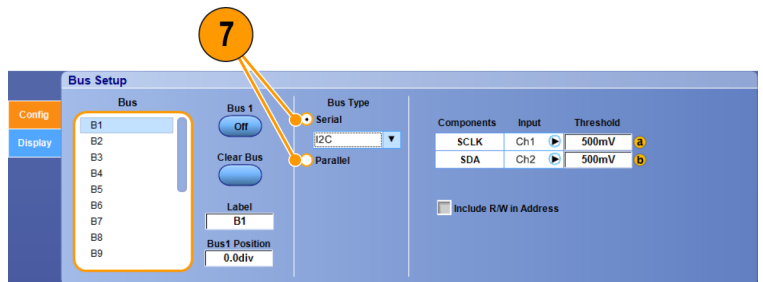 7
Bus Setup
Config
Display
Bus
B1
B2
B3
B4
B5
B6
B7
B8
B9
Bus 1
Off
Clear Bus
Label
B1
Bus1 Position
0.0div
Bus Type
Serial
I2C
Parallel
Components Input Threshold
SCLK Ch1 500mV a
SDA Ch2 500mV b
Include R/W in Address